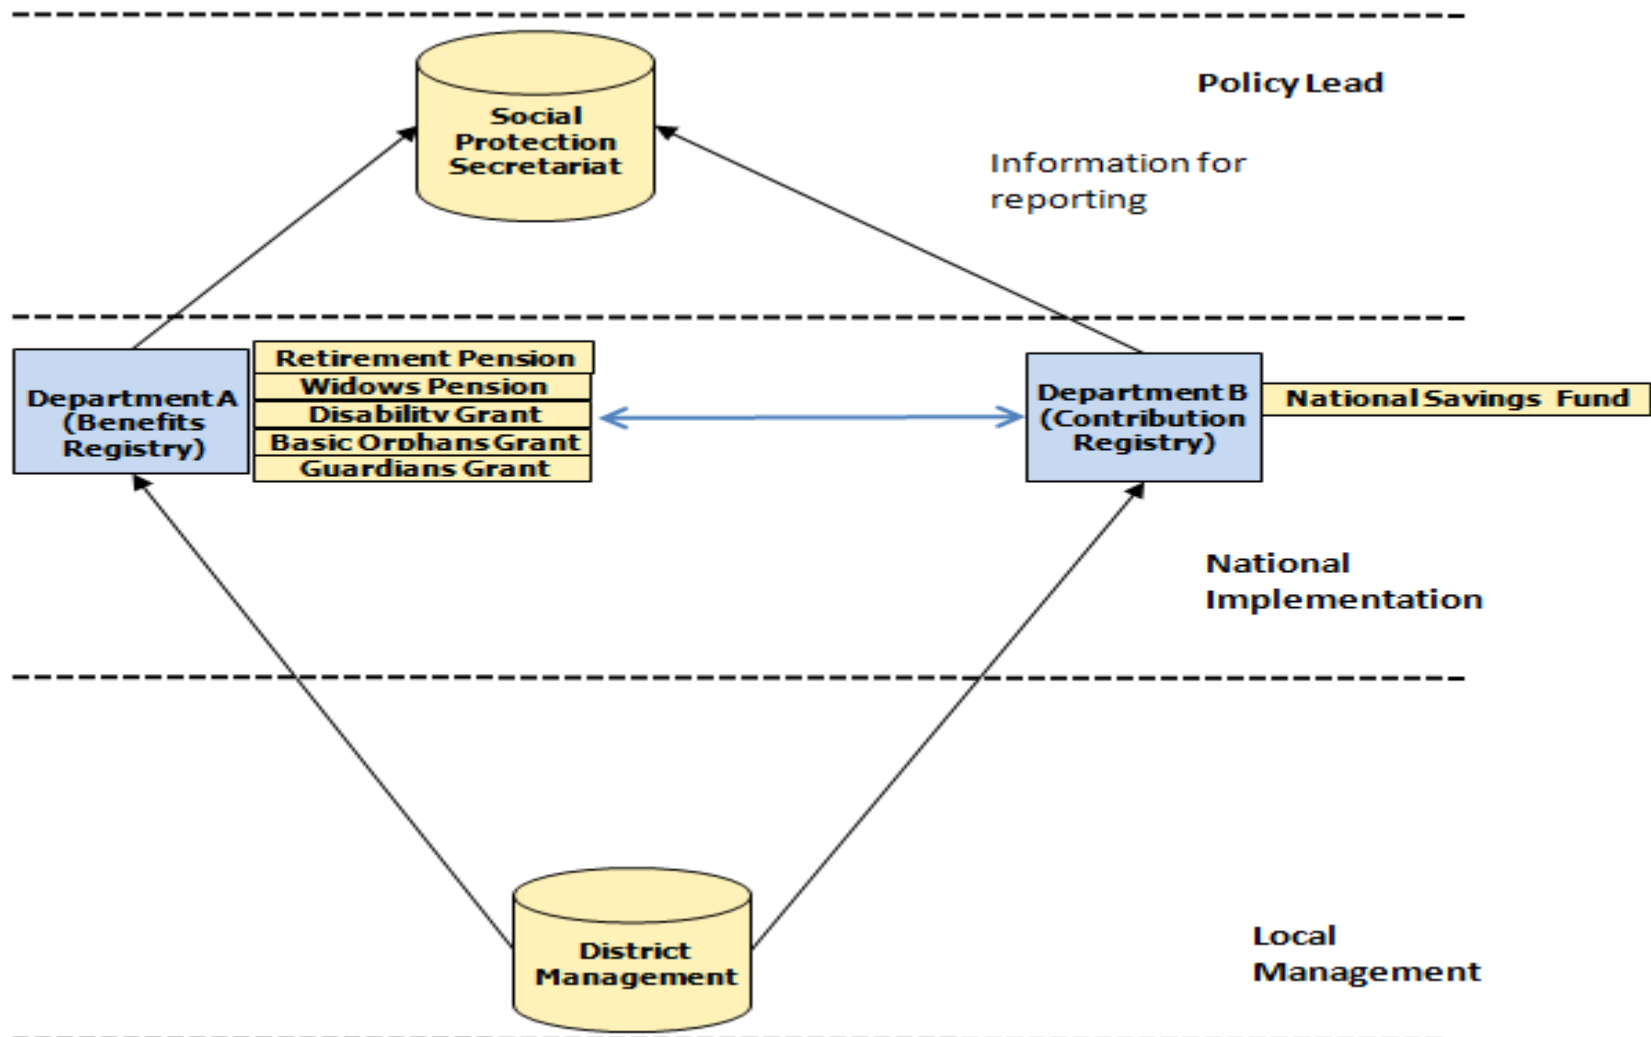 Policy Lead
Social
Protection
Secretariat
Information for
reporting
Department A
(Benefits
Registry)
Retirement Pension
Widows Pension
Disability Grant
Basic Orphans Grant
Guardians Grant
Department B
(Contribution
Registry)
National Savings Fund
National
Implementation
District
Management
Local
Management